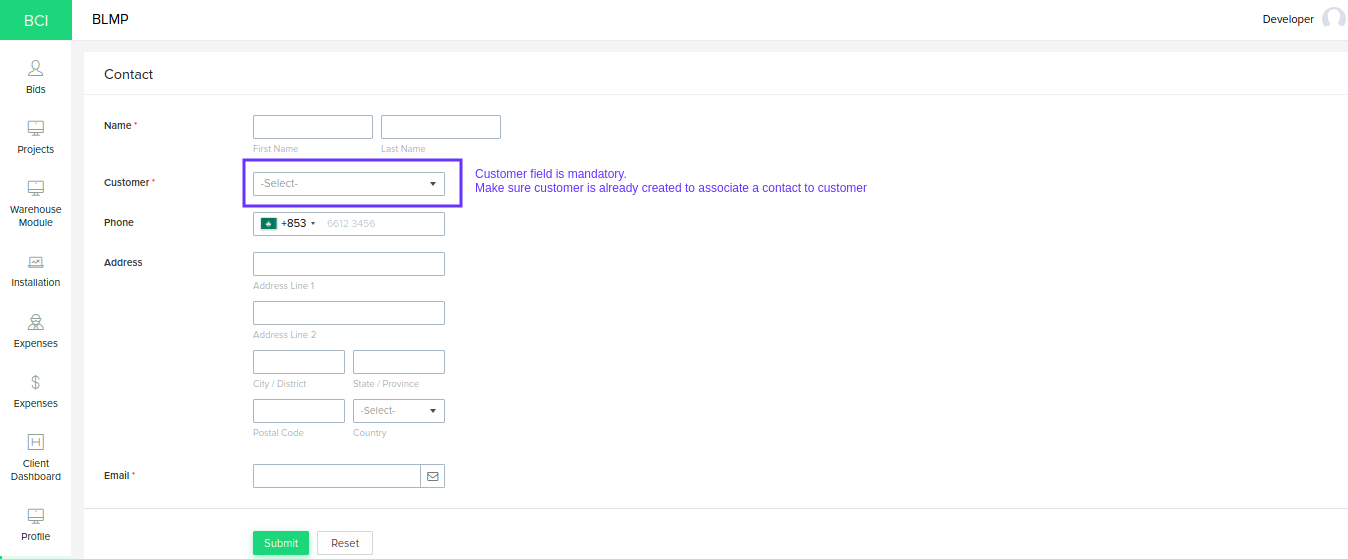 BCI
BLMP
Developer
Bids
Projects
Warehouse
Module
Installation
Expenses
Expenses
Client
Dashboard
Profile
Contact
Name *
First Name
Last Name
Customer *
-Select-
Customer field is mandatory.
Make sure customer is already created to associate a contact to customer
Phone
+853
6612 3456
Address
Address Line 1
Address Line 2
City / District
State / Province
-Select-
Postal Code
Country
Email *
Submit
Reset